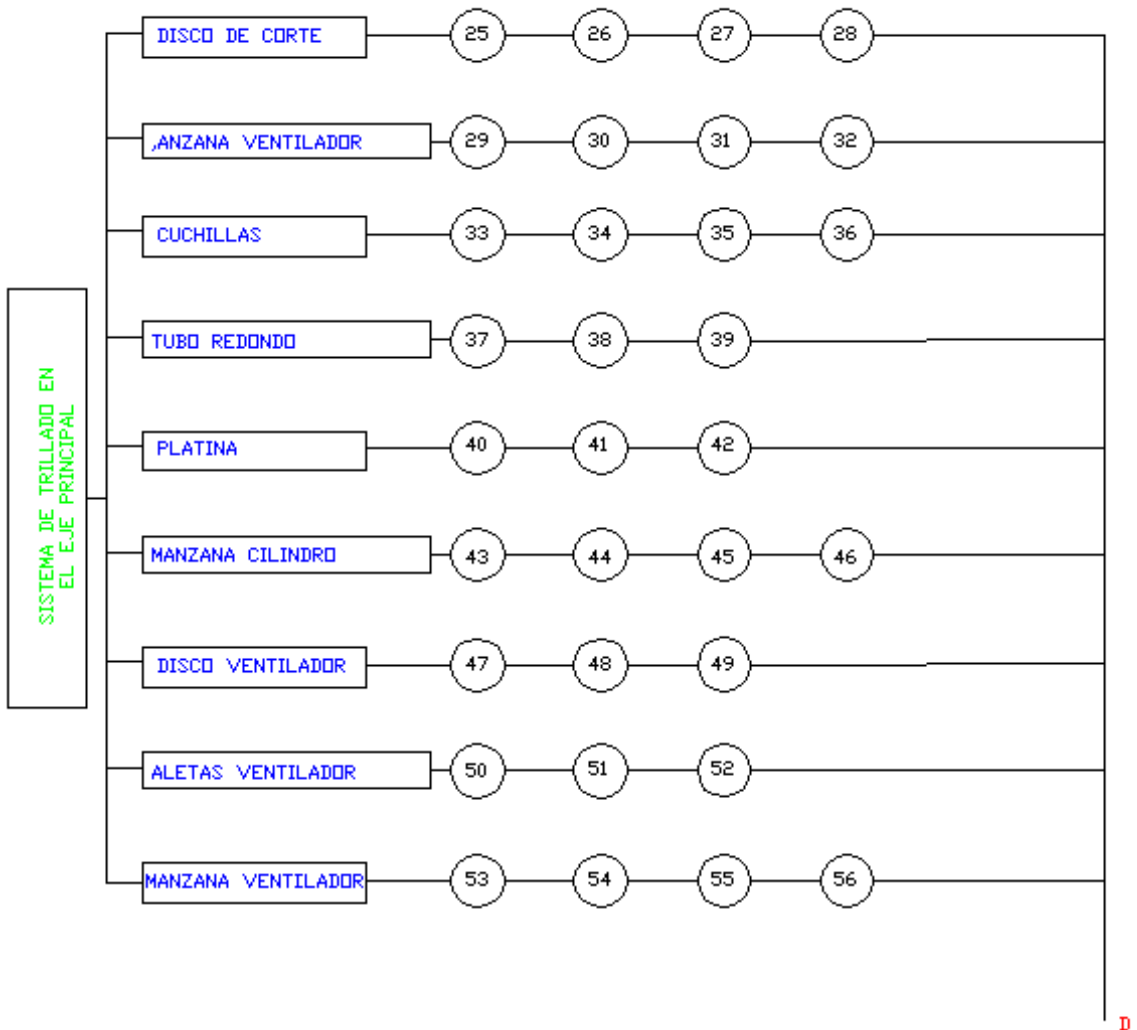 DISCO DE CORTE 25 26 27 28
,ANZANA VENTILADOR 29 30 31 32
CUCHILLAS 33 34 35 36
TUBO REDONDO 37 38 39
SISTEMA DE TRILLADO EN
EL EJE PRINCIPAL
PLATINA 40 41 42
MANZANA CILINDRO 43 44 45 46
DISCO VENTILADOR 47 48 49
ALETAS VENTILADOR 50 51 52
MANZANA VENTILADOR 53 54 55 56
D